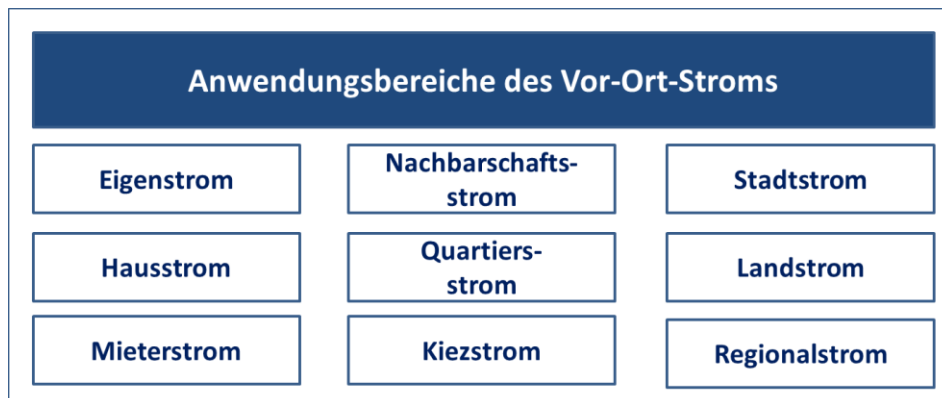 Anwendungsbereiche des Vor-Ort-Stroms
Eigenstrom
Nachbarschafts-
strom
Stadtstrom
Hausstrom
Quartiers-
strom
Landstrom
Mieterstrom
Kiezstrom
Regionalstrom